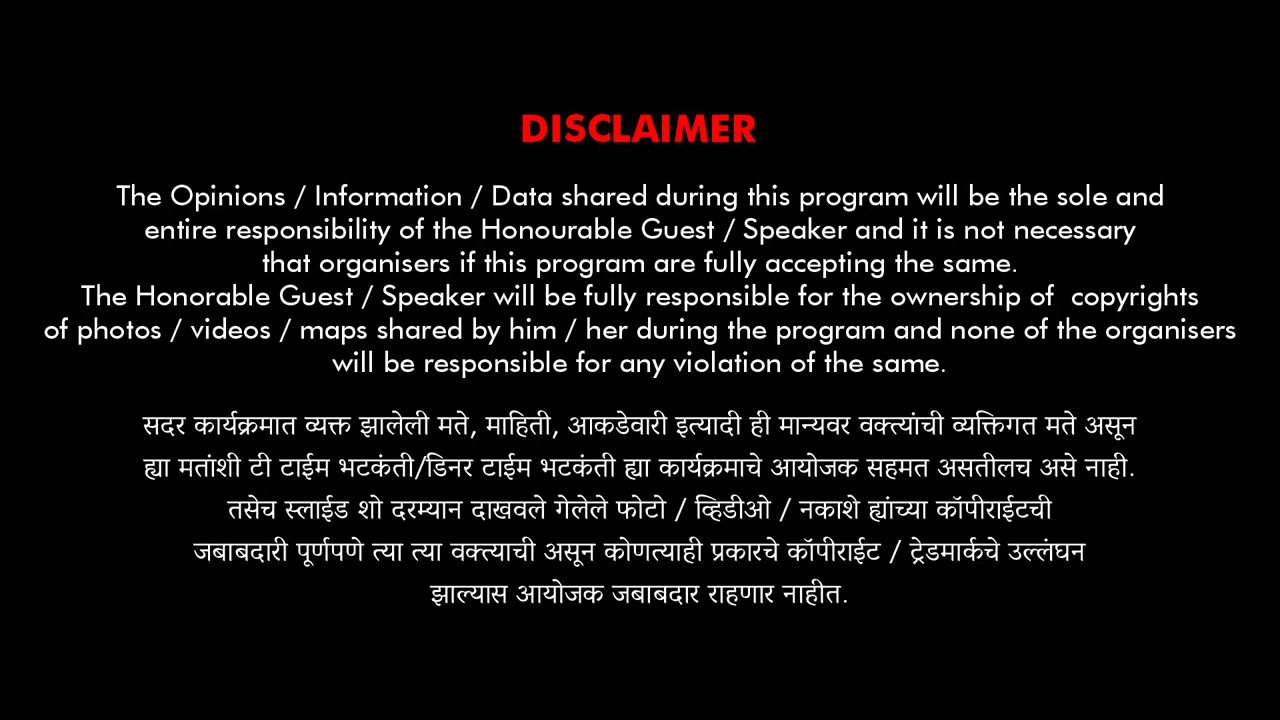 DISCLAIMER
The Opinions / Information / Data shared during this program will be the sole and
entire responsibility of the Honourable Guest / Speaker and it is not necessary
that organisers if this program are fully accepting the same.
The Honorable Guest / Speaker will be fully responsible for the ownership of  copyrights
of photos / videos / maps shared by him / her during the program and none of the organisers
will be responsible for any violation of the same.
सदर कार्यक्रमात व्यक्त झालेली मते, माहिती, आकडेवारी इत्यादी ही मान्यवर वक्त्यांची व्यक्तिगत मते असून
ह्या मतांशी टी टाईम भटकंती/डिनर टाईम भटकंती ह्या कार्यक्रमाचे आयोजक सहमत असतीलच असे नाही.
तसेच स्लाईड शो दरम्यान दाखवले गेलेले फोटो / व्हिडीओ / नकाशे ह्यांच्या कॉपीराईटची
जबाबदारी पूर्णपणे त्या त्या वक्त्याची असून कोणत्याही प्रकारचे कॉपीराईट / ट्रेडमार्कचे उल्लंघन
झाल्यास आयोजक जबाबदार राहणार नाहीत.